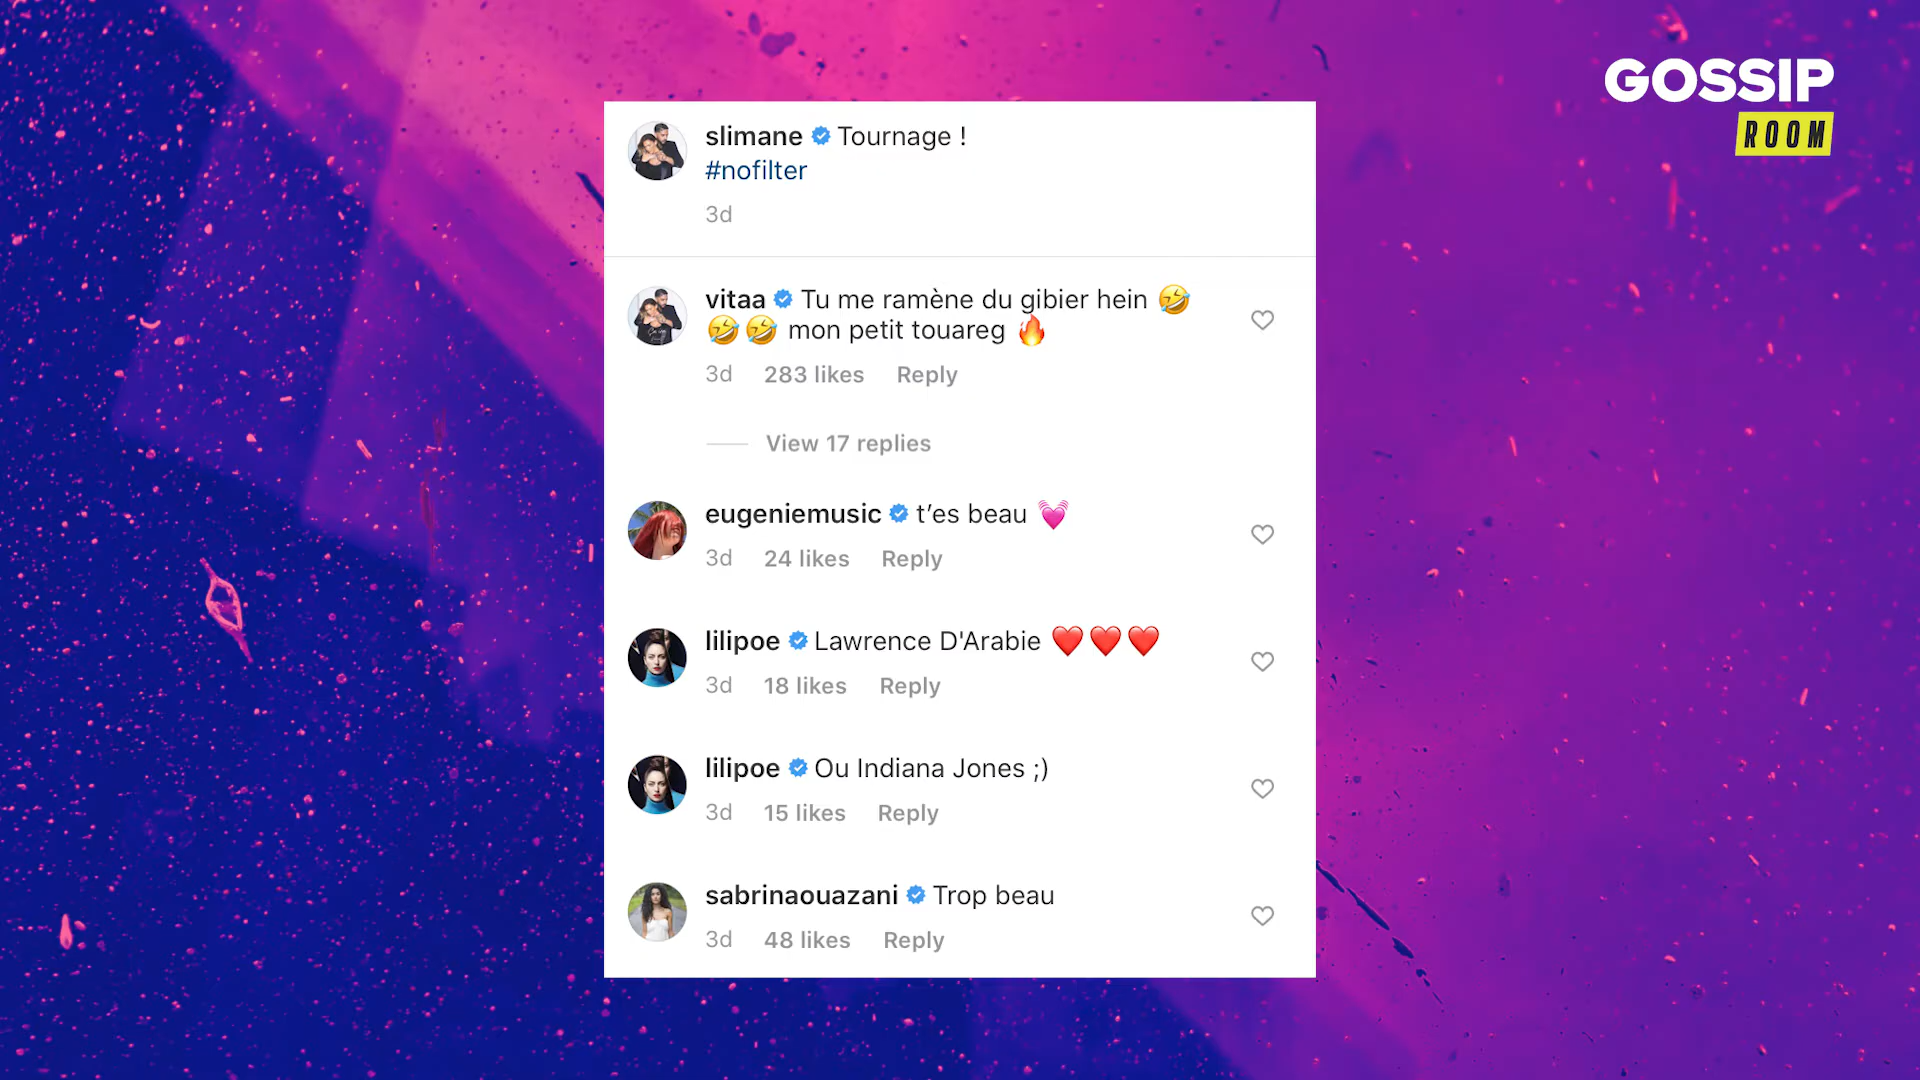 GOSSIP
ROOM
slimane Tournage !
#nofilter
3d
vitaa Tu me ramène du gibier hein 🤣
🤣🤣 mon petit touareg 🔥
3d 283 likes Reply
View 17 replies
eugeniemusic t’es beau 💓
3d 24 likes Reply
lilipoe Lawrence D'Arabie ❤️❤️❤️
3d 18 likes Reply
lilipoe Ou Indiana Jones ;)
3d 15 likes Reply
sabrinaouazani Trop beau
3d 48 likes Reply